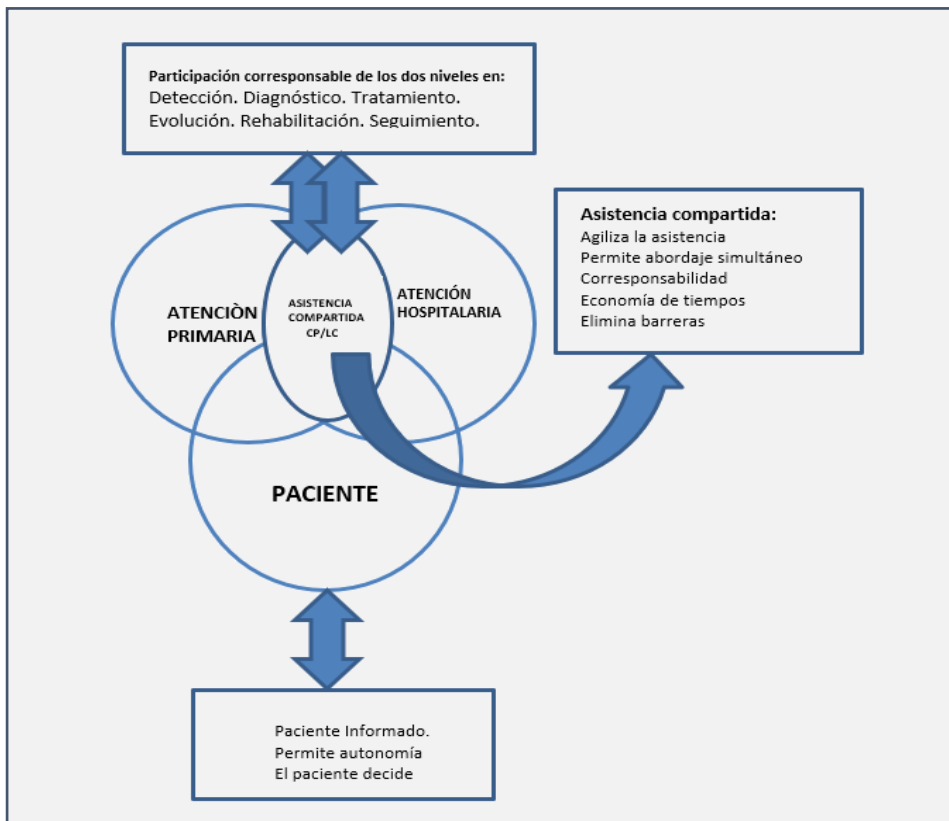 Participación corresponsable de los dos niveles en:
Detección. Diagnóstico. Tratamiento.
Evolución. Rehabilitación. Seguimiento.
Asistencia compartida:
Agiliza la asistencia
Permite abordaje simultáneo
Corresponsabilidad
Economía de tiempos
Elimina barreras
ATENCIÒN
PRIMARIA
ASISTENCIA
COMPARTIDA
CP/LC
ATENCIÓN
HOSPITALARIA
PACIENTE
Paciente Informado.
Permite autonomía
El paciente decide